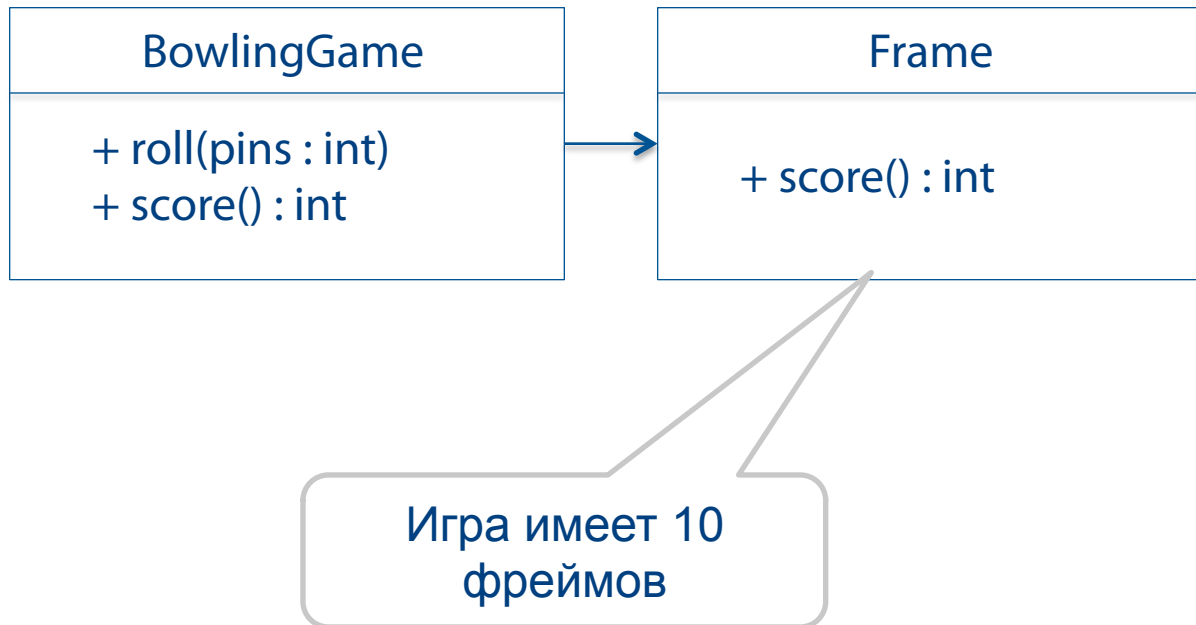 BowlingGame
+ roll(pins : int)
+ score() : int
Frame
+ score() : int
Игра имеет 10
фреймов